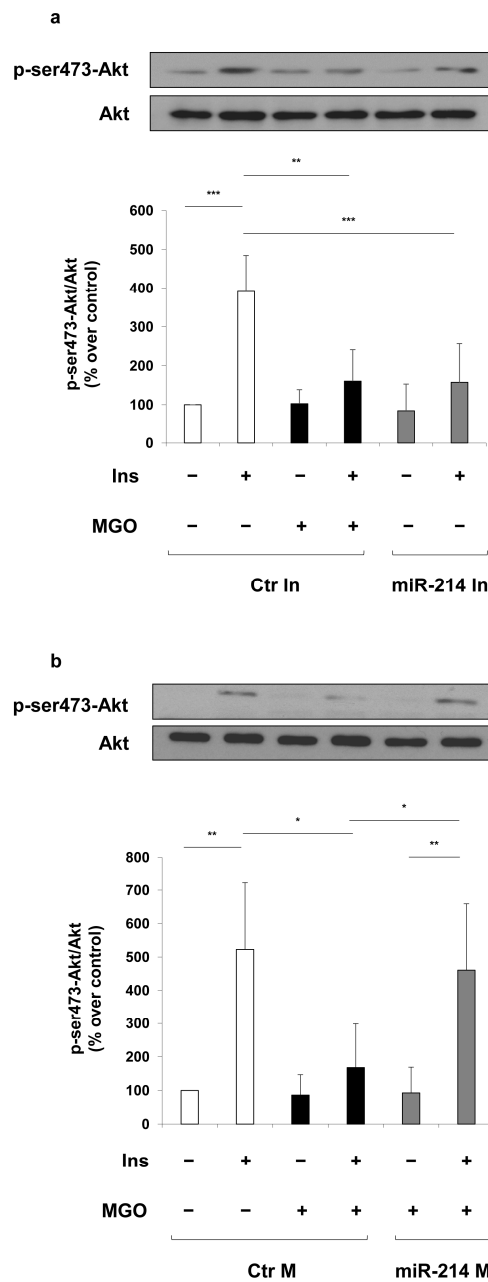 a
p-ser473-Akt
Akt
**
***
***
600
500
400
300
200
100
0
p-ser473-Akt/Akt
(% over control)
Ins – + – + – +
MGO – – + + – –
Ctr In miR-214 In
b
p-ser473-Akt
Akt
* *
** **
800
700
600
500
400
300
200
100
0
p-ser473-Akt/Akt
(% over control)
Ins – + – + – +
MGO – – + + + +
Ctr M miR-214 M